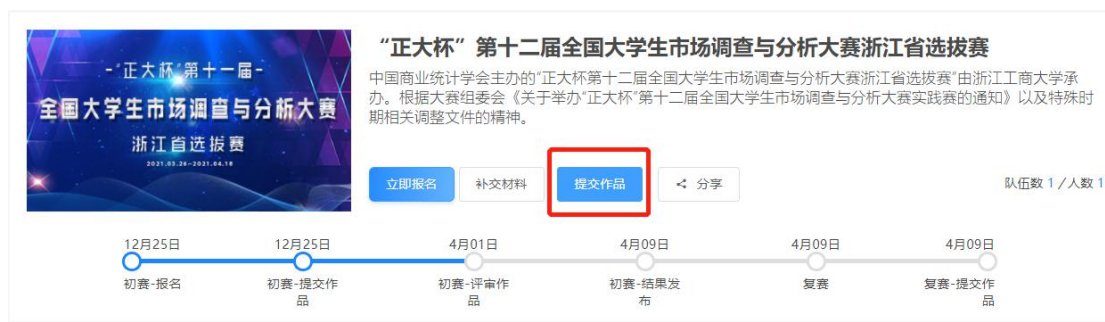 -“正大杯”第十一届-
全国大学生市场调查与分析大赛
浙江省选拔赛
2021.03.26-2021.04.18
“正大杯”第十二届全国大学生市场调查与分析大赛浙江省选拔赛
中国商业统计学会主办的“正大杯第十二届全国大学生市场调查与分析大赛浙江省选拔赛”由浙江工商大学承
办。根据大赛组委会《关于举办“正大杯”第十二届全国大学生市场调查与分析大赛实践赛的通知》以及特殊时
期相关调整文件的精神。
立即报名
补交材料
提交作品
分享
队伍数 1 / 人数 1
12月25日
12月25日
4月01日
4月09日
4月09日
4月09日
初赛-报名
初赛-提交作
品
初赛-评审作
品
初赛-结果发
布
复赛
复赛-提交作
品